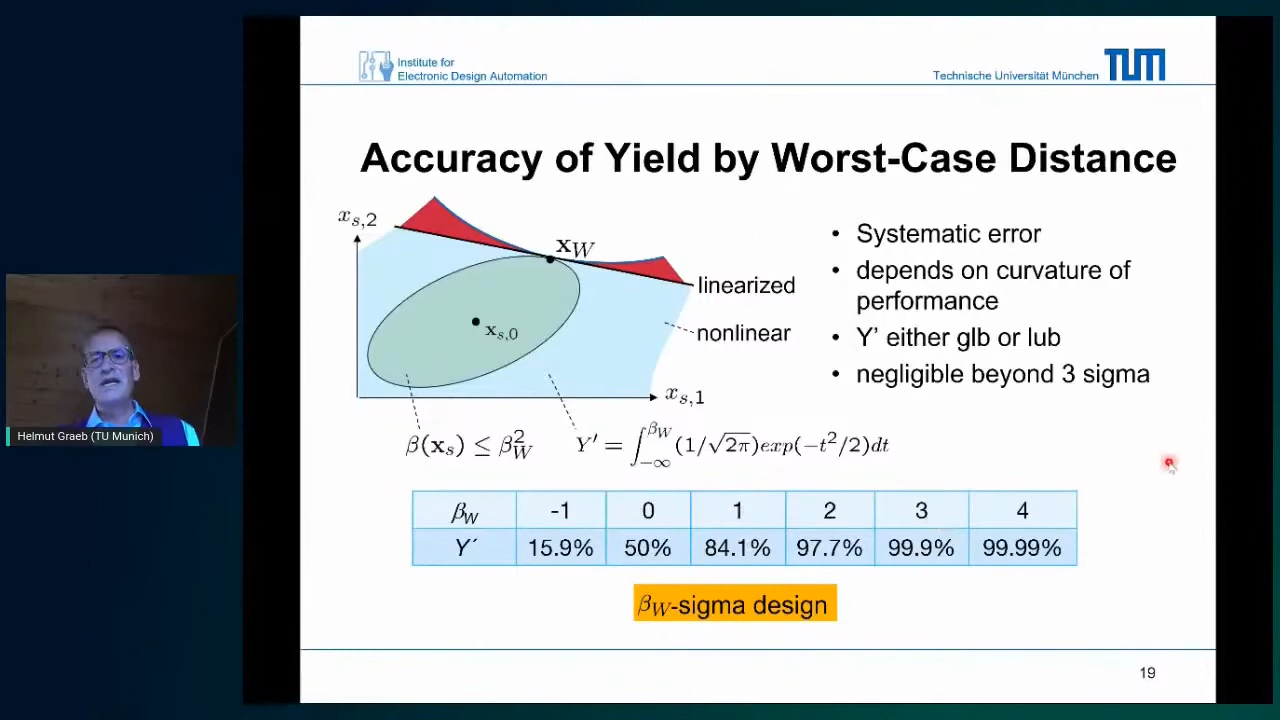 Institute for
Electronic Design Automation
Technische Universität München
TUM
Accuracy of Yield by Worst-Case Distance
x_{s,2}
x_W
x_{s,0}
linearized
nonlinear
x_{s,1}
β(x_s) ≤ β_W^2
Y' = ∫_{-∞}^{β_W} (1/√2π)exp(−t^2/2)dt
• Systematic error
• depends on curvature of
performance
• Y' either glb or lub
• negligible beyond 3 sigma
β_W -1 0 1 2 3 4
Y´ 15.9% 50% 84.1% 97.7% 99.9% 99.99%
β_W-sigma design
19
Helmut Graeb (TU Munich)